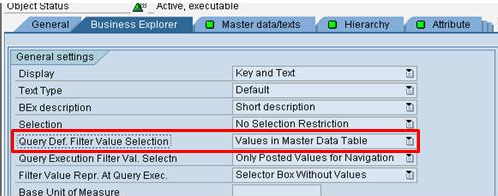 Object Status Active, executable
General Business Explorer Master data/texts Hierarchy Attribute
General settings
Display Key and Text
Text Type Default
BEx description Short description
Selection No Selection Restriction
Query Def. Filter Value Selection Values in Master Data Table
Query Execution Filter Val. Selectn Only Posted Values for Navigation
Filter Value Repr. At Query Exec. Selector Box Without Values
Base Unit of Measure